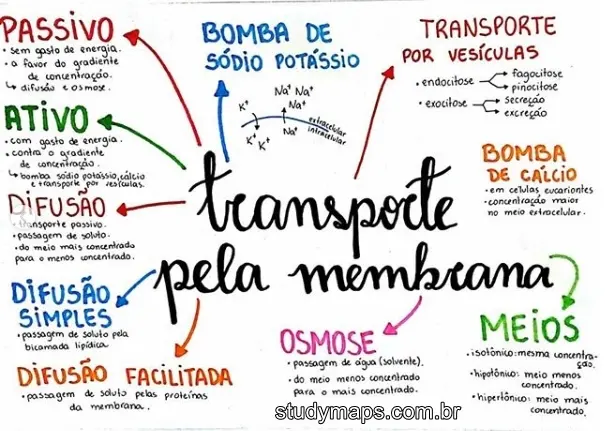 PASSIVO
• sem gasto de energia.
• a favor do gradiente
de concentração.
↳ difusão e osmose.
ATIVO
• com gasto de energia.
• contra o gradiente
de concentração.
↳ bomba sódio potássio, cálcio
e transporte por vesículas.
DIFUSÃO
• transporte passivo.
• passagem de soluto.
• do meio mais concentrado
para o menos concentrado.
DIFUSÃO
SIMPLES
• passagem de soluto pela
bicamada lipídica.
DIFUSÃO FACILITADA
• passagem de soluto pelas proteínas
da membrana.
BOMBA DE
SÓDIO POTÁSSIO
Na⁺ Na⁺
K⁺ Na⁺
extracelular
intracelular
K⁺ K⁺ Na⁺
transporte
pela membrana
TRANSPORTE
POR VESÍCULAS
• endocitose fagocitose
pinocitose
• exocitose secreção
excreção
BOMBA
DE CÁLCIO
• em células eucariontes
• concentração maior
no meio extracelular.
OSMOSE
• passagem de água (solvente).
• do meio menos concentrado
para o mais concentrado.
MEIOS
• isotônico: mesma concentra-
ção.
• hipotônico: meio menos
concentrado.
• hipertônico: meio mais
concentrado.
studymaps.com.br